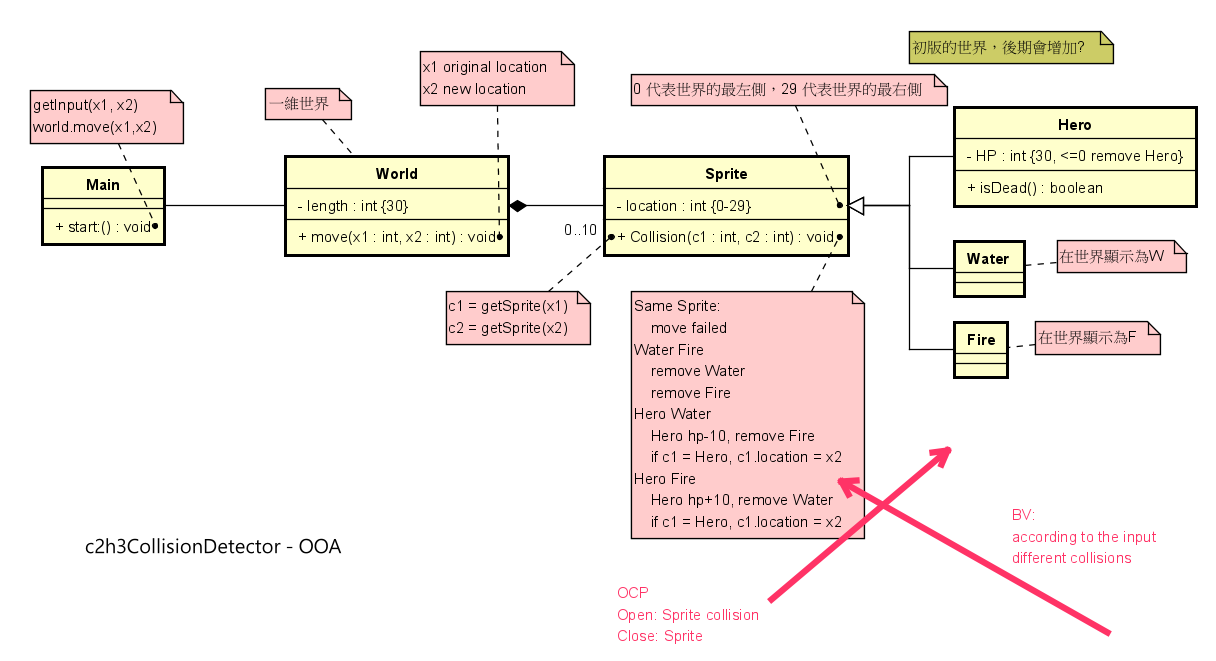 初版的世界，後期會增加?
x1 original location
x2 new location
0 代表世界的最左側，29 代表世界的最右側
getInput(x1, x2)
world.move(x1,x2)
一維世界
Main
+ start:() : void
World
- length : int {30}
+ move(x1 : int, x2 : int) : void
0..10
Sprite
- location : int {0-29}
+ Collision(c1 : int, c2 : int) : void
Hero
- HP : int {30, <=0 remove Hero}
+ isDead() : boolean
Water
在世界顯示為W
Fire
在世界顯示為F
c1 = getSprite(x1)
c2 = getSprite(x2)
Same Sprite:
move failed
Water Fire
remove Water
remove Fire
Hero Water
Hero hp-10, remove Fire
if c1 = Hero, c1.location = x2
Hero Fire
Hero hp+10, remove Water
if c1 = Hero, c1.location = x2
BV:
according to the input
different collisions
c2h3CollisionDetector - OOA
OCP
Open: Sprite collision
Close: Sprite